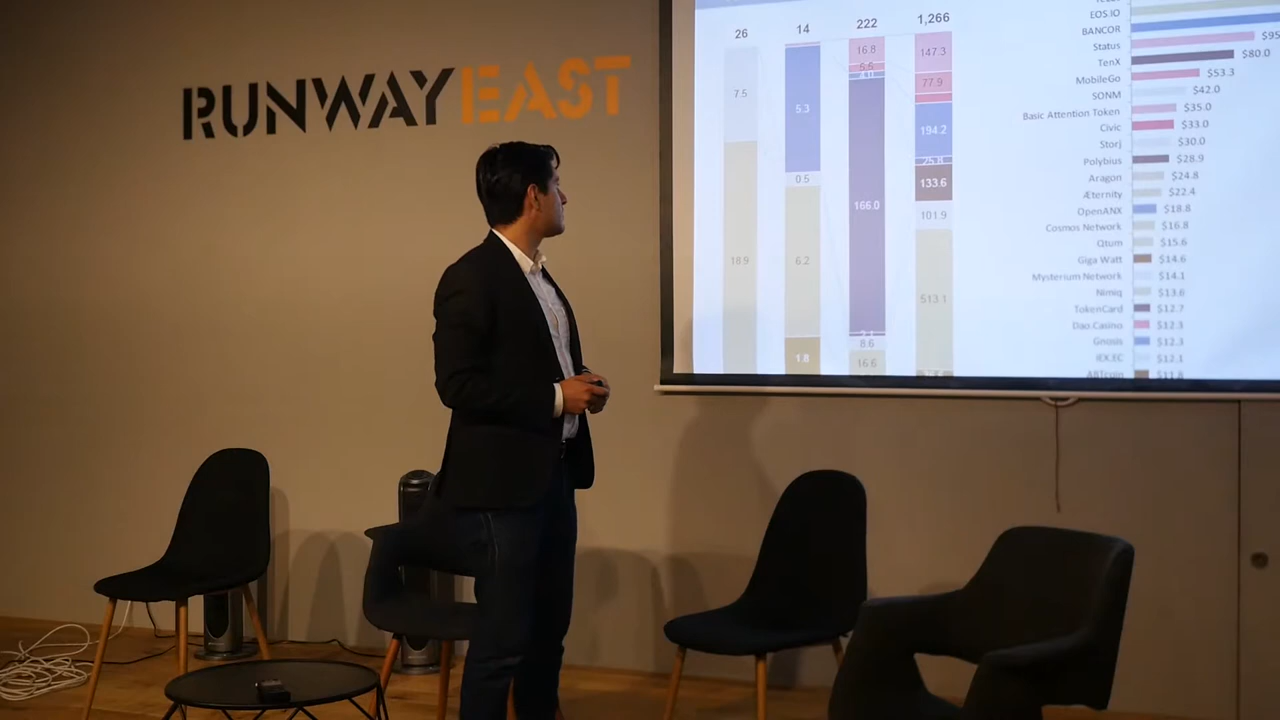 RUNWAY EAST
26
14
222
1,266
7.5
18.9
5.3
0.5
6.2
1.8
16.8
5.6
166.0
8.6
16.6
147.3
77.9
194.2
25.8
133.6
101.9
513.1
EOS.IO
BANCOR
Status $95
TenX $80.0
MobileGo $53.3
SONM $42.0
Basic Attention Token $35.0
Civic $33.0
Storj $30.0
Polybius $28.9
Aragon $24.8
Æternity $22.4
OpenANX $18.8
Cosmos Network $16.8
Qtum $15.6
Giga Watt $14.6
Mysterium Network $14.1
Nimiq $13.6
TokenCard $12.7
Dao Casino $12.3
Gnosis $12.3
IEX.EC $12.1
ABTcoin $11.8